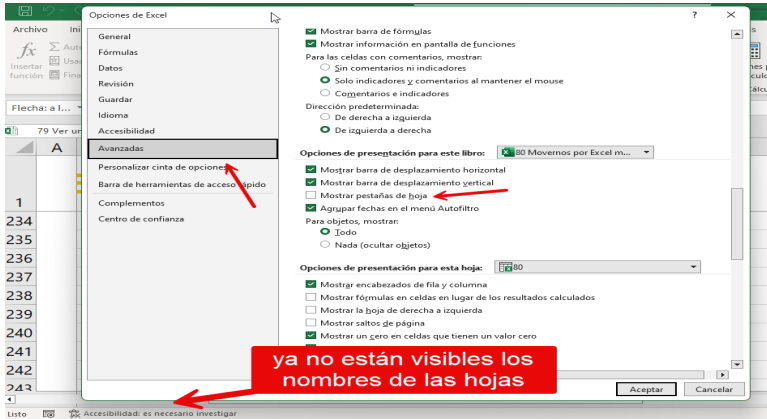 Opciones de Excel
?
Archivo
Ini
fx
Insertar
función
Σ Aut
Usa
Fina
Flecha: a l...
79 Ver ur
A
1
234
235
236
237
238
239
240
241
242
243
General
Fórmulas
Datos
Revisión
Guardar
Idioma
Accesibilidad
Avanzadas
Personalizar cinta de opciones
Barra de herramientas de acceso rápido
Complementos
Centro de confianza
Mostrar barra de fórmulas
Mostrar información en pantalla de funciones
Para las celdas con comentarios, mostrar:
Sin comentarios ni indicadores
Solo indicadores y comentarios al mantener el mouse
Comentarios e indicadores
Dirección predeterminada:
De derecha a izquierda
De izquierda a derecha
Opciones de presentación para este libro: 80 Movernos por Excel m...
Mostrar barra de desplazamiento horizontal
Mostrar barra de desplazamiento vertical
Mostrar pestañas de hoja
Agrupar fechas en el menú Autofiltro
Para objetos, mostrar:
Todo
Nada (ocultar objetos)
Opciones de presentación para esta hoja: 80
Mostrar encabezados de fila y columna
Mostrar fórmulas en celdas en lugar de los resultados calculados
Mostrar la hoja de derecha a izquierda
Mostrar saltos de página
Mostrar un cero en celdas que tienen un valor cero
ya no están visibles los
nombres de las hojas
Aceptar Cancelar
Listo Accesibilidad: es necesario investigar